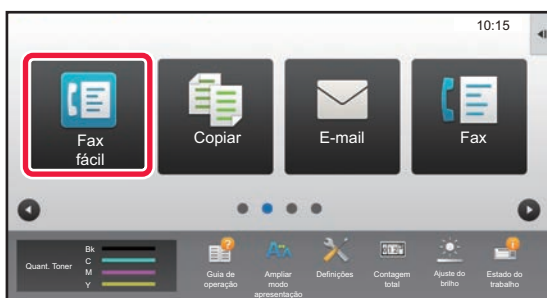 10:15
Fax
fácil
Copiar
E-mail
Fax
Quant. Toner
Bk
C
M
Y
Guia de
operação
Ampliar
modo
apresentação
Definições
Contagem
total
Ajuste do
brilho
Estado do
trabalho